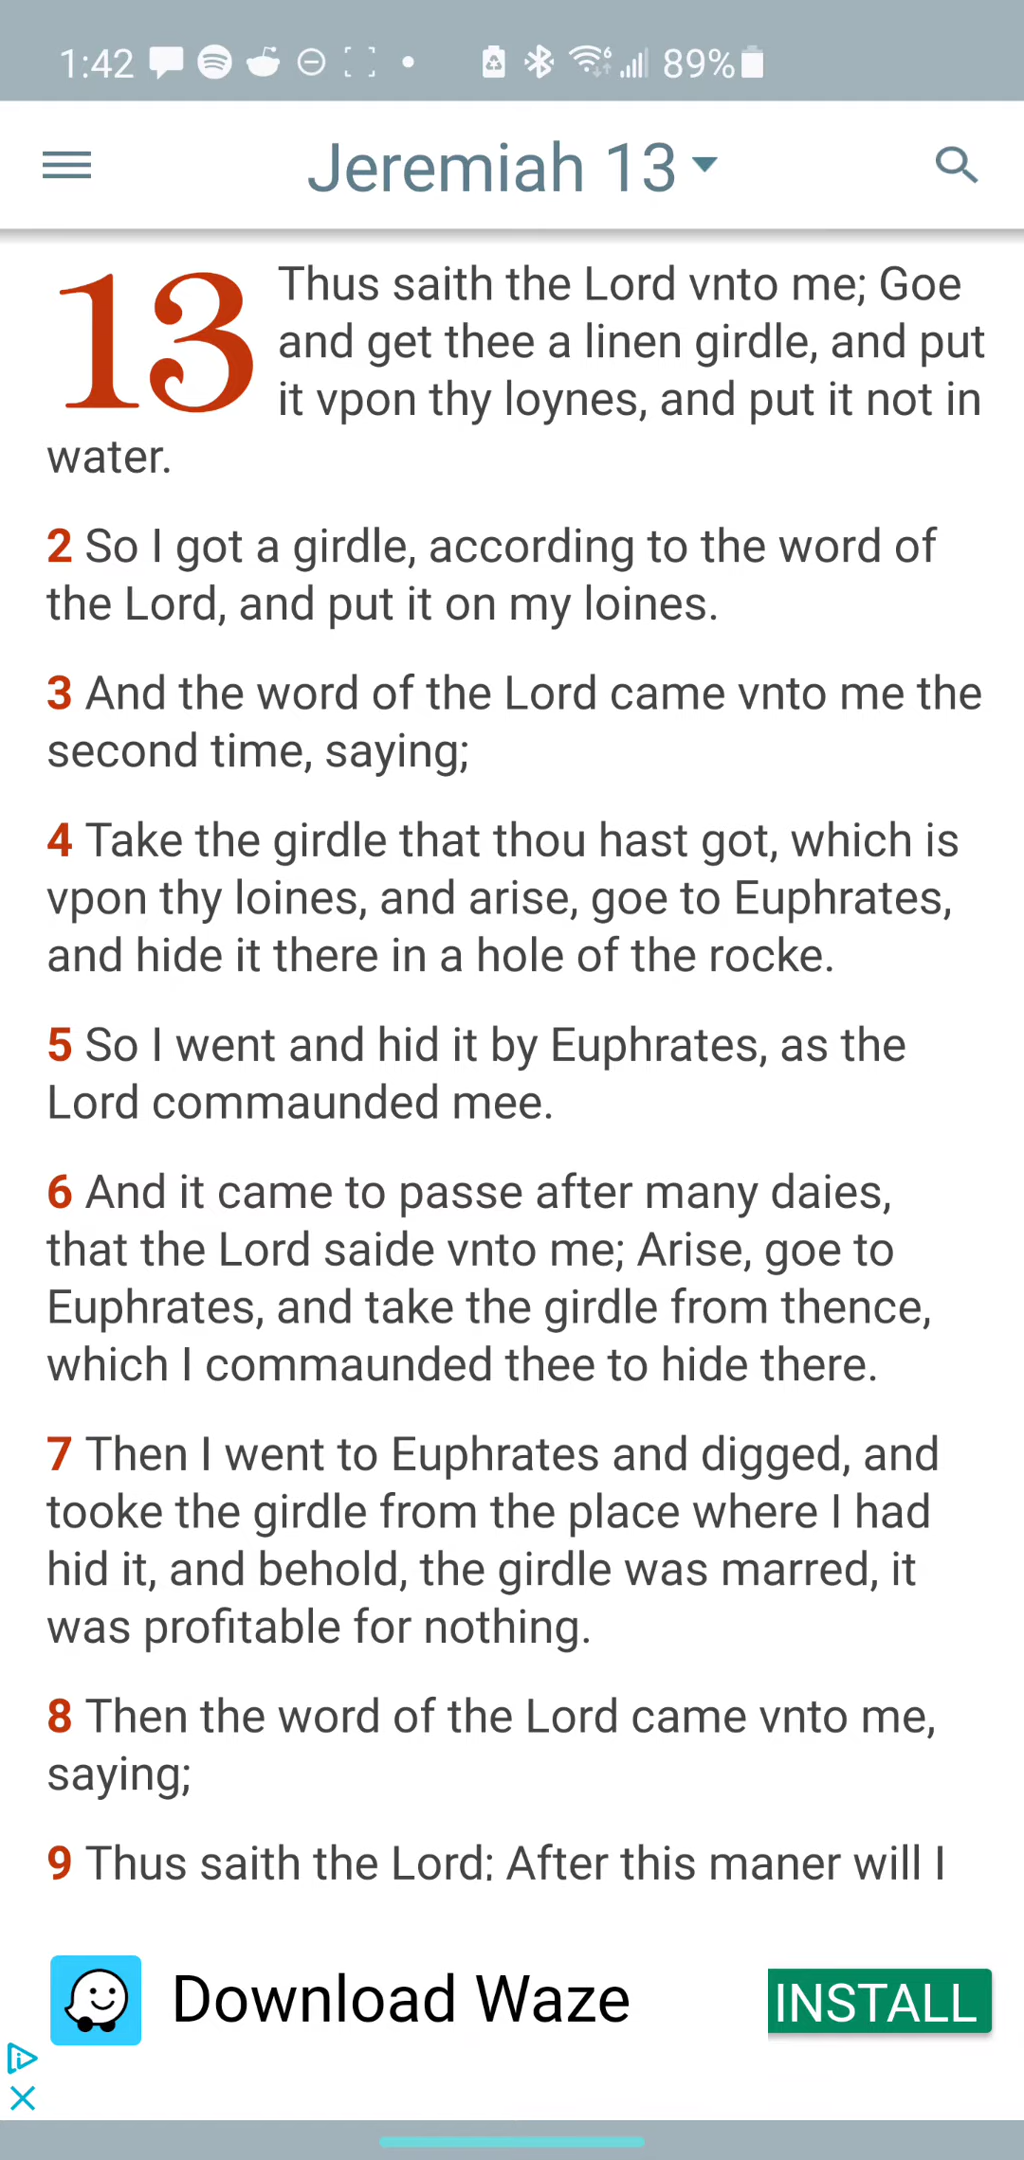 1:42 89%
Jeremiah 13
13 Thus saith the Lord vnto me; Goe
and get thee a linen girdle, and put
it vpon thy loynes, and put it not in
water.
2 So I got a girdle, according to the word of
the Lord, and put it on my loines.
3 And the word of the Lord came vnto me the
second time, saying;
4 Take the girdle that thou hast got, which is
vpon thy loines, and arise, goe to Euphrates,
and hide it there in a hole of the rocke.
5 So I went and hid it by Euphrates, as the
Lord commaunded mee.
6 And it came to passe after many daies,
that the Lord saide vnto me; Arise, goe to
Euphrates, and take the girdle from thence,
which I commaunded thee to hide there.
7 Then I went to Euphrates and digged, and
tooke the girdle from the place where I had
hid it, and behold, the girdle was marred, it
was profitable for nothing.
8 Then the word of the Lord came vnto me,
saying;
9 Thus saith the Lord: After this maner will I
Download Waze INSTALL